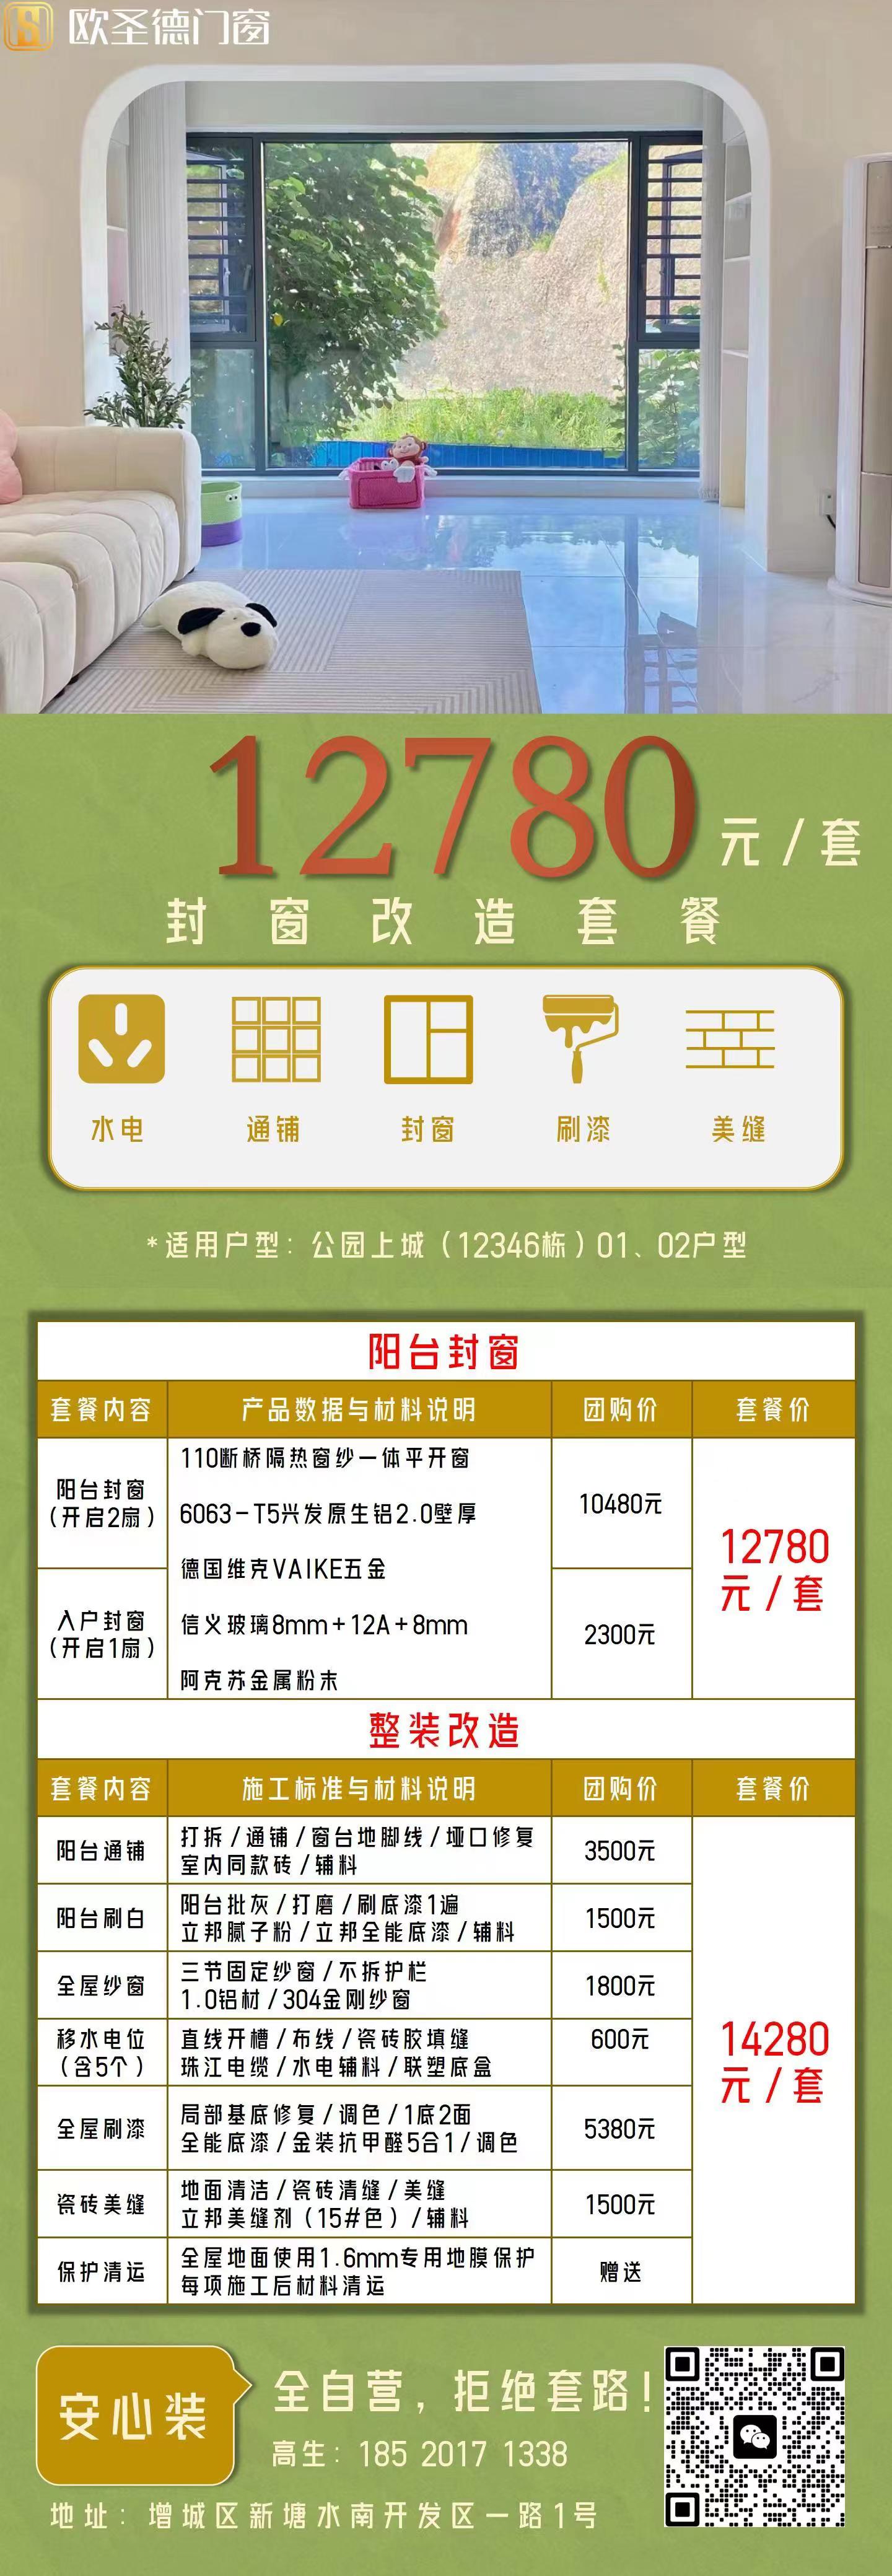 欧圣德门窗
12780
元/套
封窗改造套餐
水电 通铺 封窗 刷漆 美缝
*适用户型：公园上城（12346栋）01、02户型
阳台封窗
套餐内容 产品数据与材料说明 团购价 套餐价
阳台封窗
（开启2扇）
110断桥隔热窗纱一体平开窗
6063-T5兴发原生铝2.0壁厚
德国维克VAIKE五金
信义玻璃8mm+12A+8mm
阿克苏金属粉末
10480元
入户封窗
（开启1扇）
2300元
12780
元/套
整装改造
套餐内容 施工标准与材料说明 团购价 套餐价
阳台通铺
打拆/通铺/窗台地脚线/垭口修复
室内同款砖/辅料
3500元
阳台刷白
阳台批灰/打磨/刷底漆1遍
立邦腻子粉/立邦全能底漆/辅料
1500元
全屋纱窗
三节固定纱窗/不拆护栏
1.0铝材/304金刚纱窗
1800元
移水电位
（含5个）
直线开槽/布线/瓷砖胶填缝
珠江电缆/水电辅料/联塑底盒
600元
全屋刷漆
局部基底修复/调色/1底2面
全能底漆/金装抗甲醛5合1/调色
5380元
瓷砖美缝
地面清洁/瓷砖清缝/美缝
立邦美缝剂（15#色）/辅料
1500元
保护清运
全屋地面使用1.6mm专用地膜保护
每项施工后材料清运
赠送
14280
元/套
安心装
全自营，拒绝套路！
高生：185 2017 1338
地址：增城区新塘水南开发区一路1号